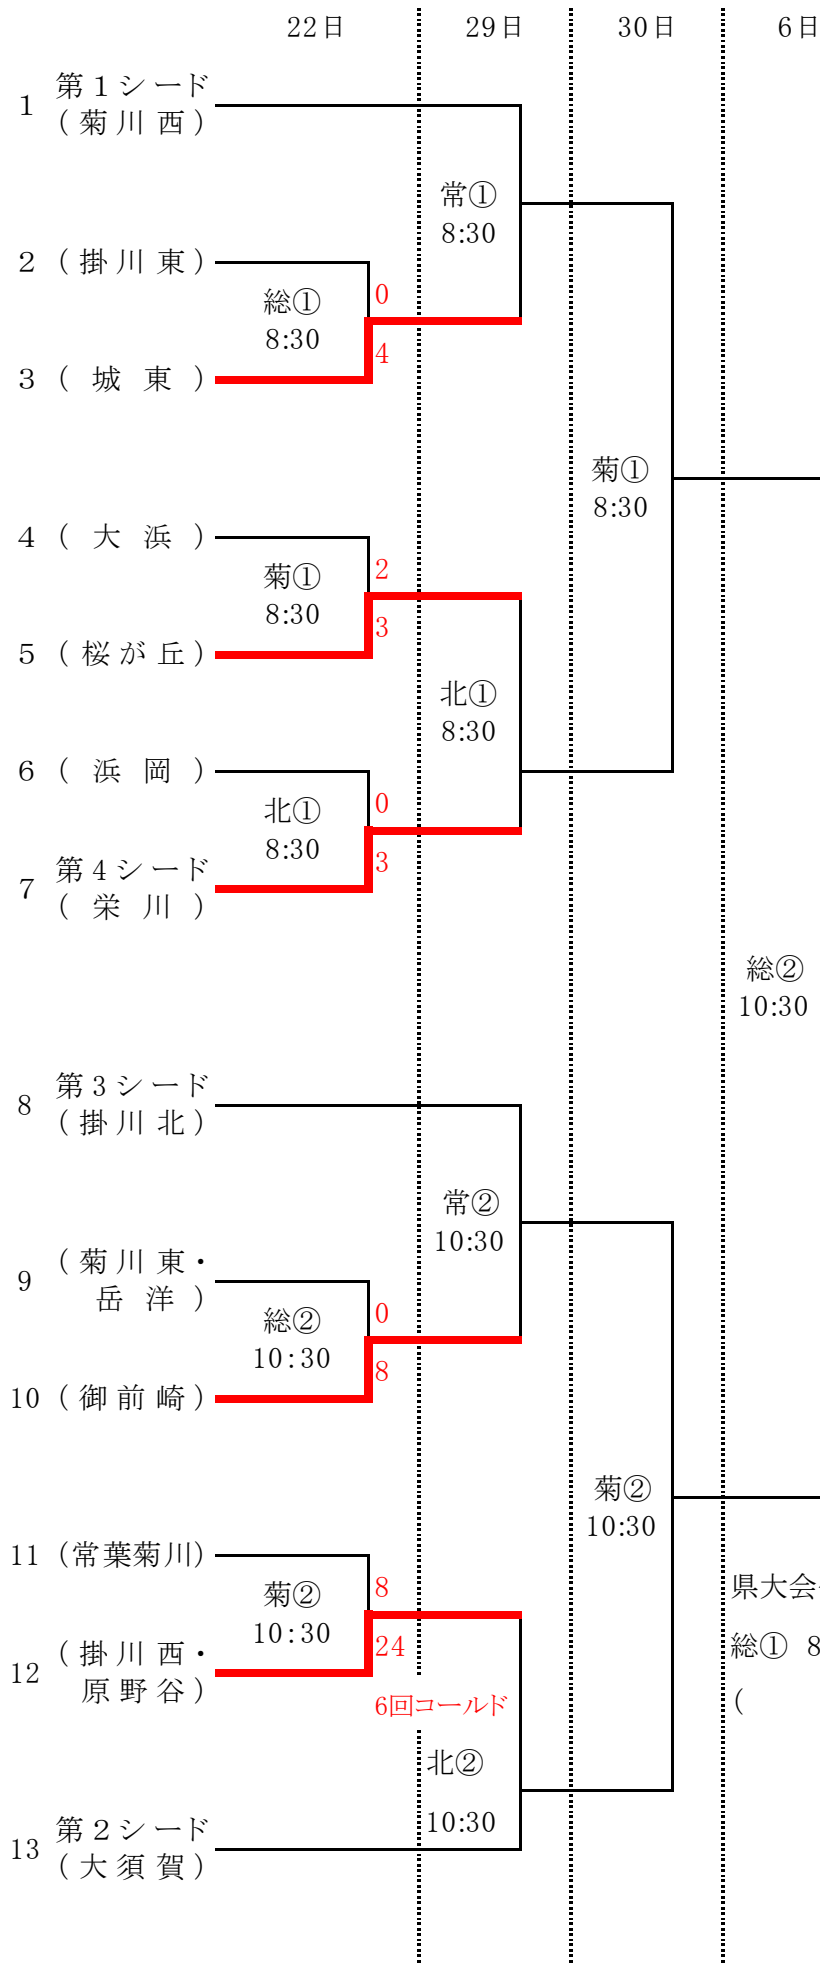 22日 29日 30日 6日
第1シード
1
(菊川西)
常①
8:30
2 (掛川東)
0
総①
8:30
4
3 (城東)
菊①
8:30
4 (大浜)
2
菊①
8:30
3
5 (桜が丘)
北①
8:30
6 (浜岡)
0
北①
8:30
3
第4シード
7
(栄川)
総②
10:30
第3シード
8
(掛川北)
常②
10:30
(菊川東・
9
岳洋)
0
総②
10:30
8
10 (御前崎)
菊②
10:30
11 (常葉菊川)
8
菊②
10:30
24
(掛川西・
12
原野谷)
県大会
総① 8
(
6回コールド
北②
10:30
第2シード
13
(大須賀)